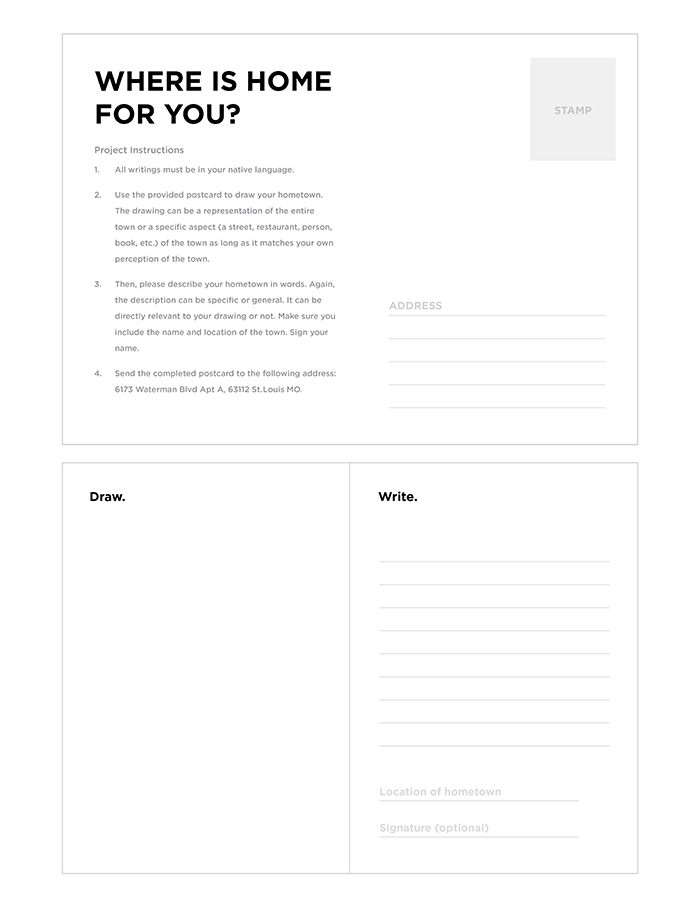 WHERE IS HOME
FOR YOU?
STAMP
Project Instructions
1. All writings must be in your native language.
2. Use the provided postcard to draw your hometown.
The drawing can be a representation of the entire
town or a specific aspect (a street, restaurant, person,
book, etc.) of the town as long as it matches your own
perception of the town.
3. Then, please describe your hometown in words. Again,
the description can be specific or general. It can be
directly relevant to your drawing or not. Make sure you
include the name and location of the town. Sign your
name.
4. Send the completed postcard to the following address:
6173 Waterman Blvd Apt A, 63112 St.Louis MO.
ADDRESS
Draw.
Write.
Location of hometown
Signature (optional)